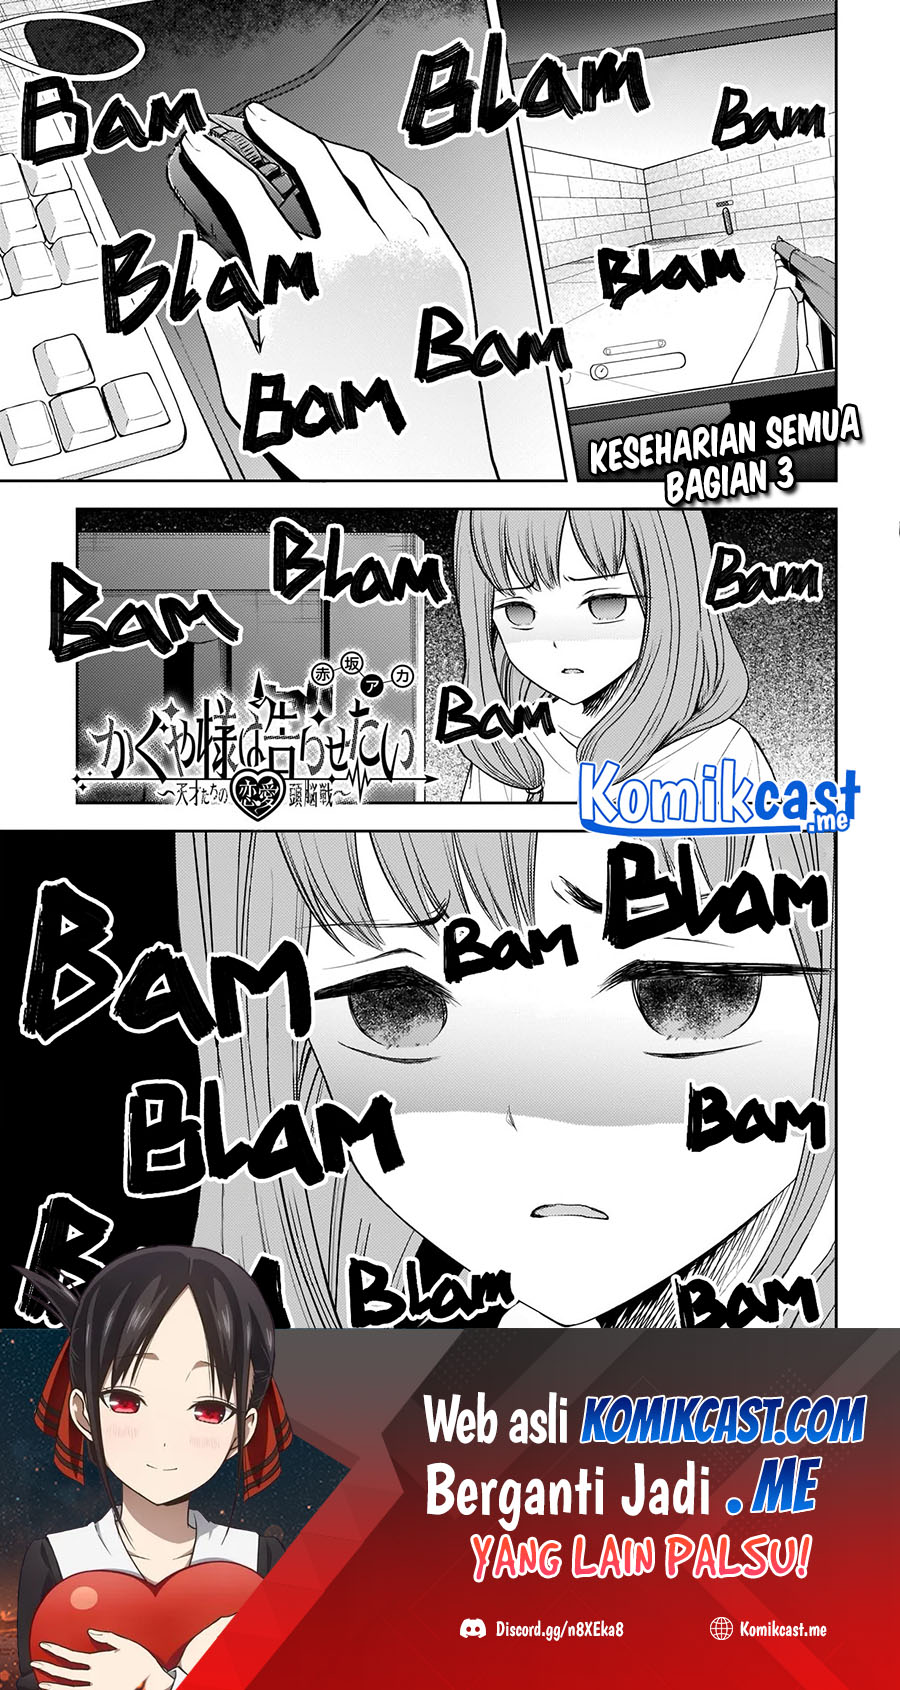 Bam
Blam
Bam
Blam
Blam
Bam
Bam
KESEHARIAN SEMUA
BAGIAN 3
Bam
Blam
Bam
赤坂アカ
Bam
かぐや様は告らせたい
～天才たちの恋愛頭脳戦～
Komikcast
.me
Blam
Bam
Bam
Blam
Bam
Blam
Bam
Web asli KOMIKCAST.COM
Berganti Jadi .ME
YANG LAIN PALSU!
Discord.gg/n8XEka8
Komikcast.me